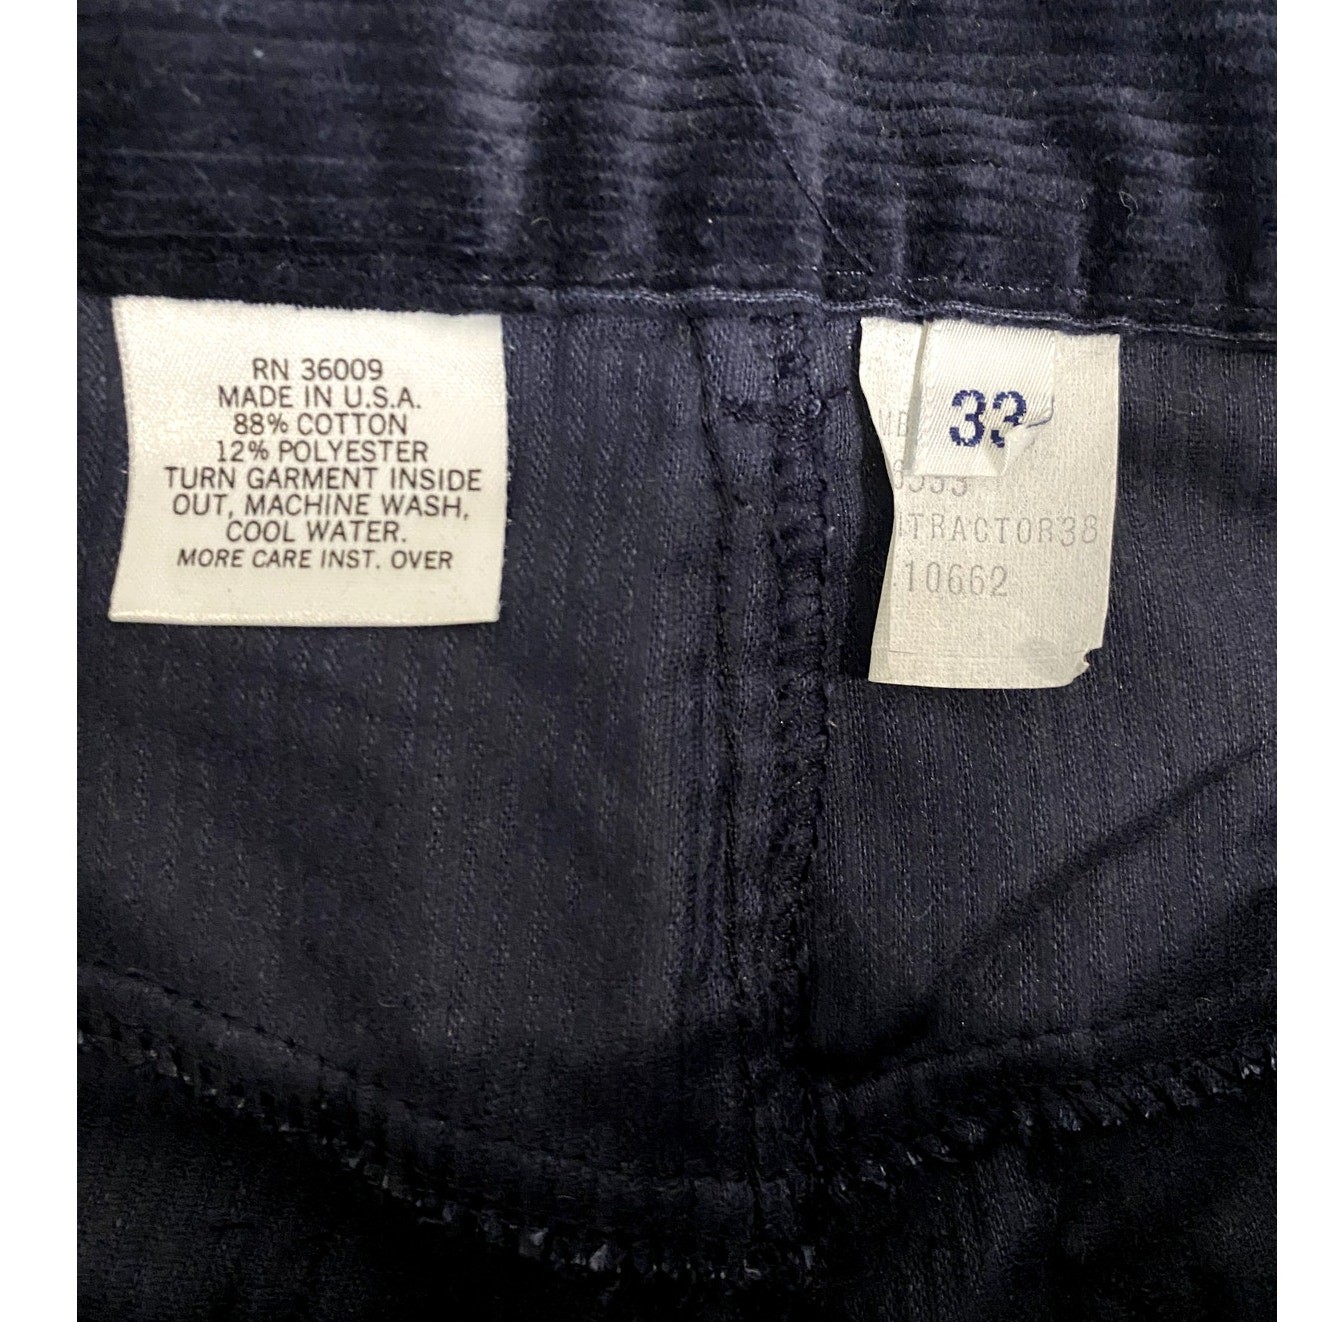 RN 36009
MADE IN U.S.A.
88% COTTON
12% POLYESTER
TURN GARMENT INSIDE
OUT, MACHINE WASH,
COOL WATER.
MORE CARE INST. OVER
33
10662